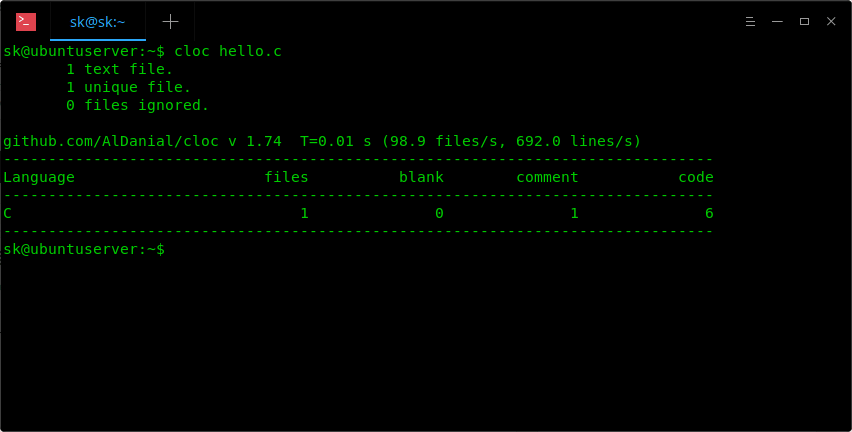 sk@sk:~
sk@ubuntuserver:~$ cloc hello.c
       1 text file.
       1 unique file.
       0 files ignored.
github.com/AlDanial/cloc v 1.74  T=0.01 s (98.9 files/s, 692.0 lines/s)
-------------------------------------------------------------------------------
Language                     files          blank        comment           code
-------------------------------------------------------------------------------
C                                1              0              1              6
-------------------------------------------------------------------------------
sk@ubuntuserver:~$